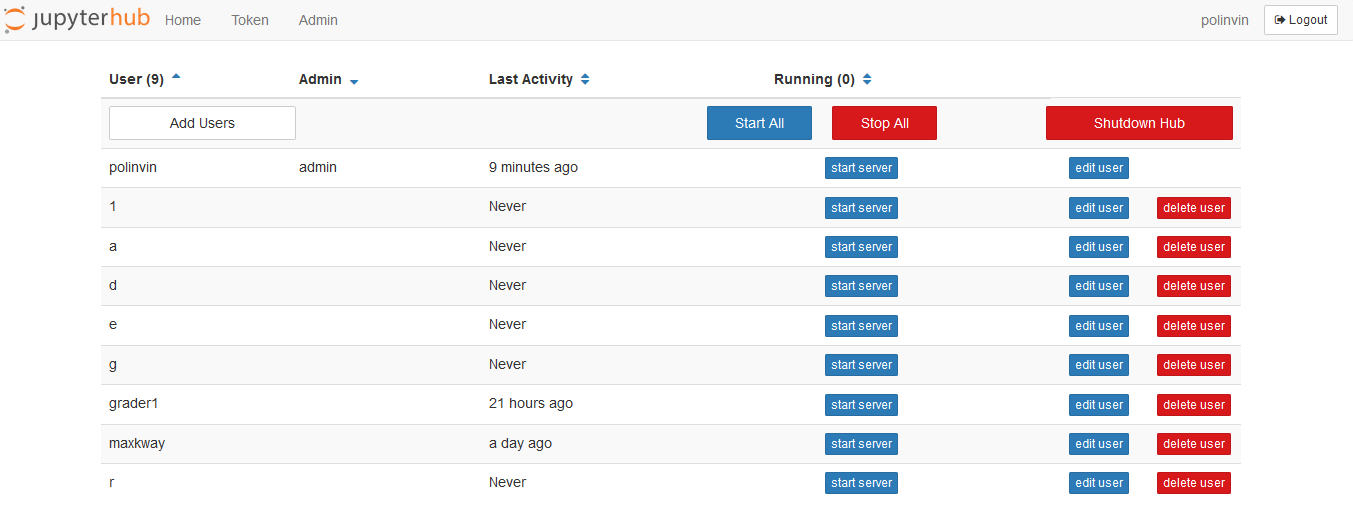 jupyterhub Home Token Admin polinvin Logout
User (9) Admin Last Activity Running (0)
Add Users Start All Stop All Shutdown Hub
polinvin admin 9 minutes ago start server edit user
1 Never start server edit user delete user
a Never start server edit user delete user
d Never start server edit user delete user
e Never start server edit user delete user
g Never start server edit user delete user
grader1 21 hours ago start server edit user delete user
maxkway a day ago start server edit user delete user
r Never start server edit user delete user